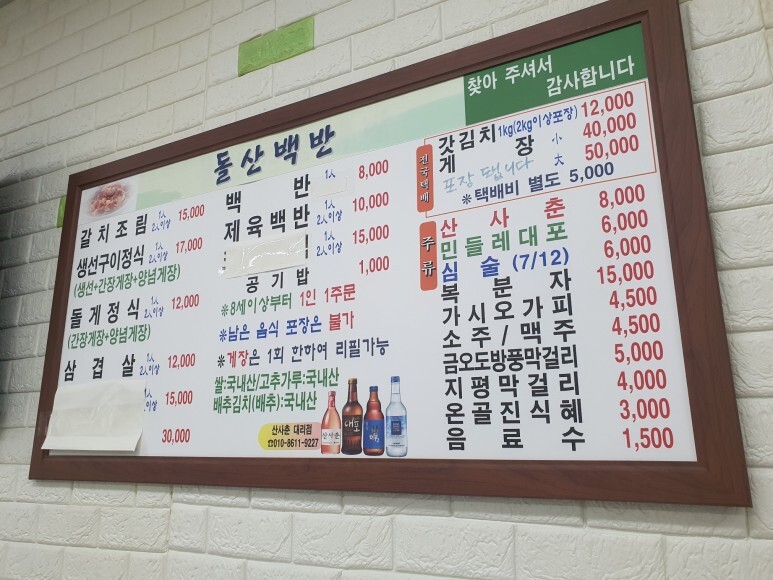 찾아 주셔서
감사합니다
돌산백반
갈치조림 1人 2人이상 15,000
생선구이정식 1人 2人이상 17,000
(생선+간장게장+양념게장)
돌게정식 1人 2人이상 12,000
(간장게장+양념게장)
삼겹살 1人 12,000
이상 15,000
30,000
백반 1人 8,000
제육백반 1人 2人이상 10,000
1人 2人이상 15,000
공기밥 1,000
※8세이상부터 1인 1주문
※남은 음식 포장은 불가
※게장은 1회 한하여 리필가능
쌀:국내산/고추가루:국내산
배추김치(배추):국내산
산사춘 대리점
☎010-8611-9227
산사춘
대포
전국택배
갓김치 1kg(2kg이상포장) 12,000
게장 小 40,000
포장 됍니다 大 50,000
※택배비 별도 5,000
주류
산사춘 8,000
민들레대포 6,000
심술(7/12) 6,000
복분자 15,000
가시오가피 4,500
소주/맥주 4,500
금오도방풍막걸리 5,000
지평막걸리 4,000
온골진식혜 3,000
음료수 1,500